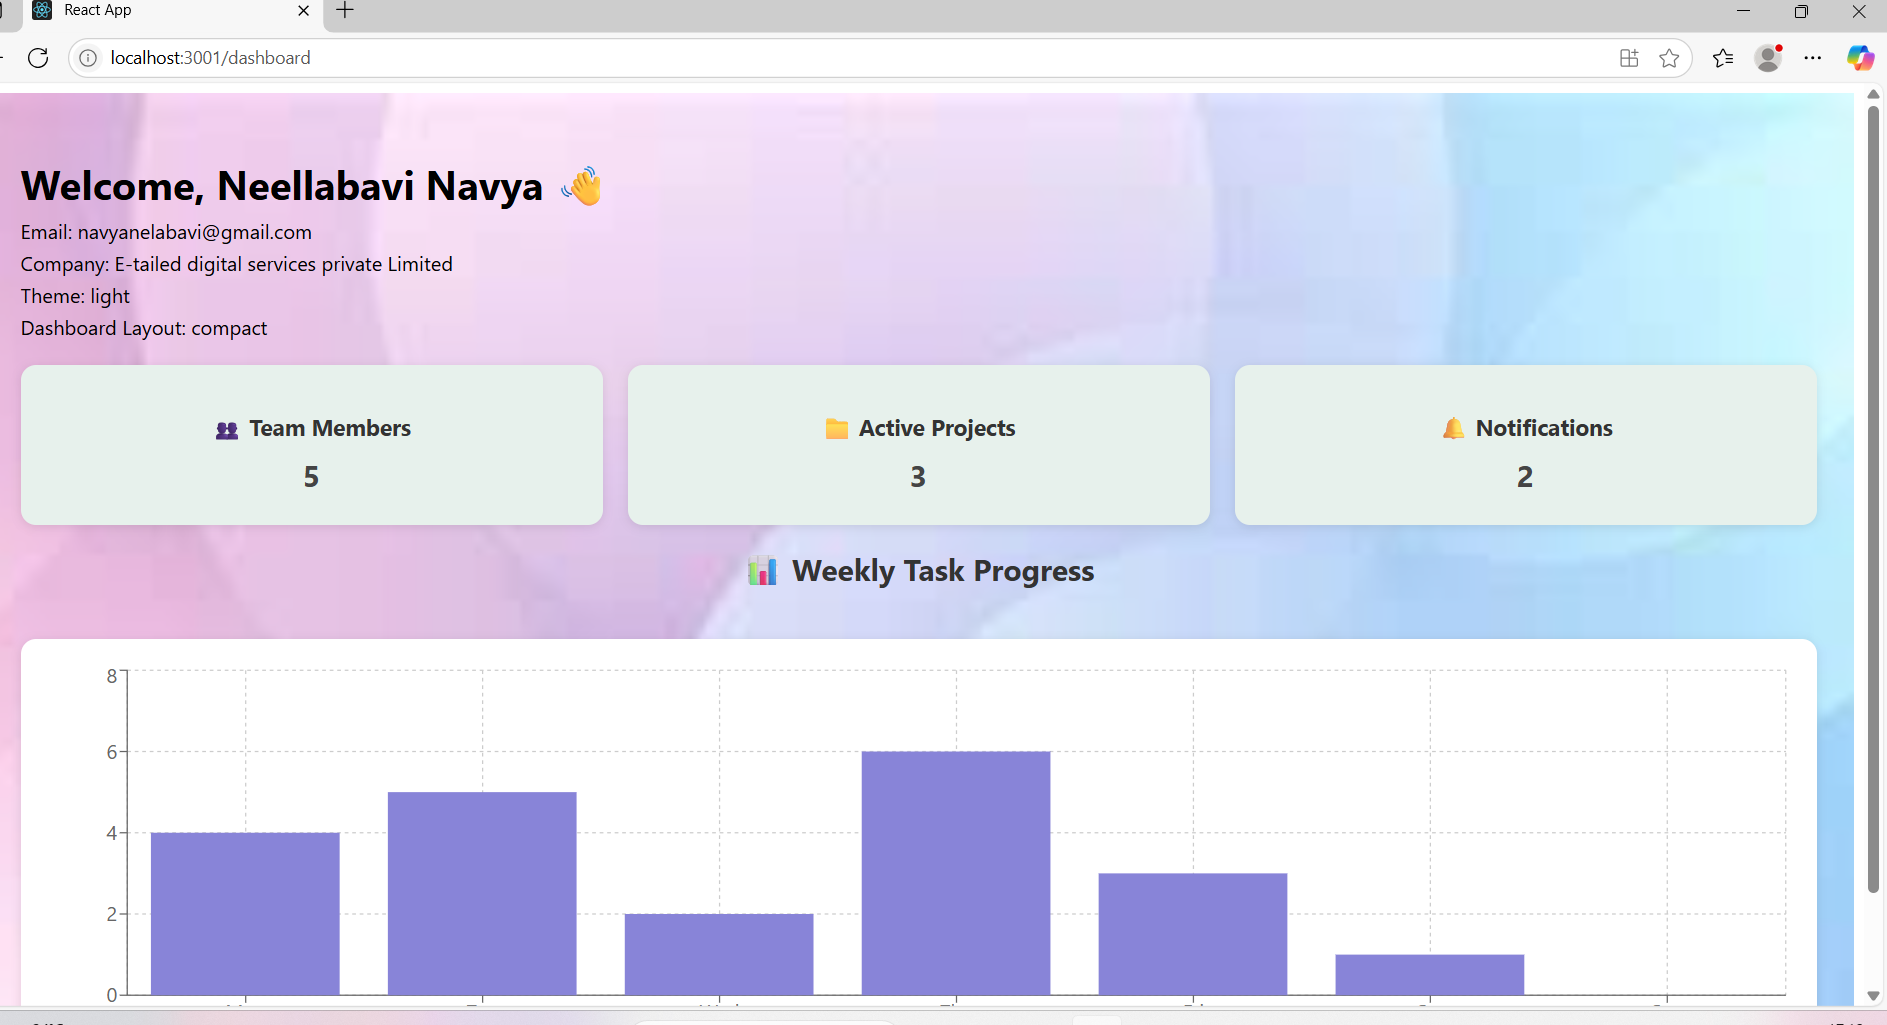 React App
localhost:3001/dashboard
Welcome, Neellabavi Navya 👋
Email: navyanelabavi@gmail.com
Company: E-tailed digital services private Limited
Theme: light
Dashboard Layout: compact
👥 Team Members
5
📁 Active Projects
3
🔔 Notifications
2
📊 Weekly Task Progress
8
6
4
2
0